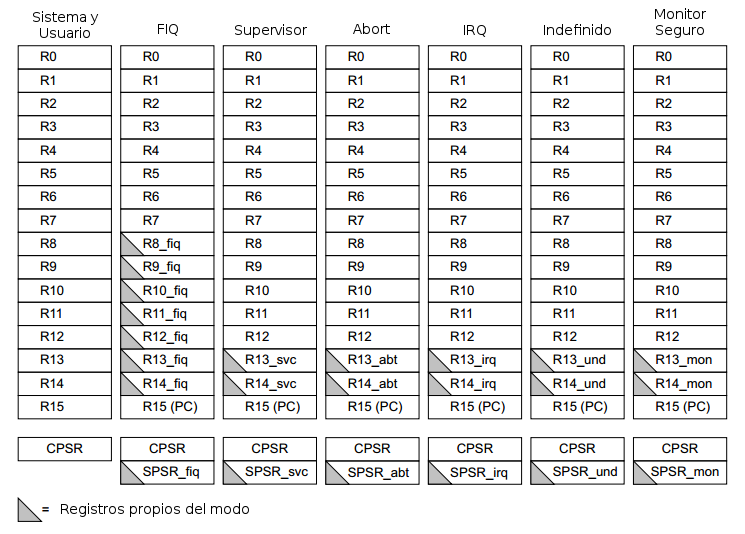 Sistema y
Usuario
FIQ
Supervisor
Abort
IRQ
Indefinido
Monitor
Seguro
R0 R0 R0 R0 R0 R0 R0
R1 R1 R1 R1 R1 R1 R1
R2 R2 R2 R2 R2 R2 R2
R3 R3 R3 R3 R3 R3 R3
R4 R4 R4 R4 R4 R4 R4
R5 R5 R5 R5 R5 R5 R5
R6 R6 R6 R6 R6 R6 R6
R7 R7 R7 R7 R7 R7 R7
R8 R8_fiq R8 R8 R8 R8 R8
R9 R9_fiq R9 R9 R9 R9 R9
R10 R10_fiq R10 R10 R10 R10 R10
R11 R11_fiq R11 R11 R11 R11 R11
R12 R12_fiq R12 R12 R12 R12 R12
R13 R13_fiq R13_svc R13_abt R13_irq R13_und R13_mon
R14 R14_fiq R14_svc R14_abt R14_irq R14_und R14_mon
R15 R15 (PC) R15 (PC) R15 (PC) R15 (PC) R15 (PC) R15 (PC)
CPSR CPSR CPSR CPSR CPSR CPSR CPSR
SPSR_fiq SPSR_svc SPSR_abt SPSR_irq SPSR_und SPSR_mon
= Registros propios del modo